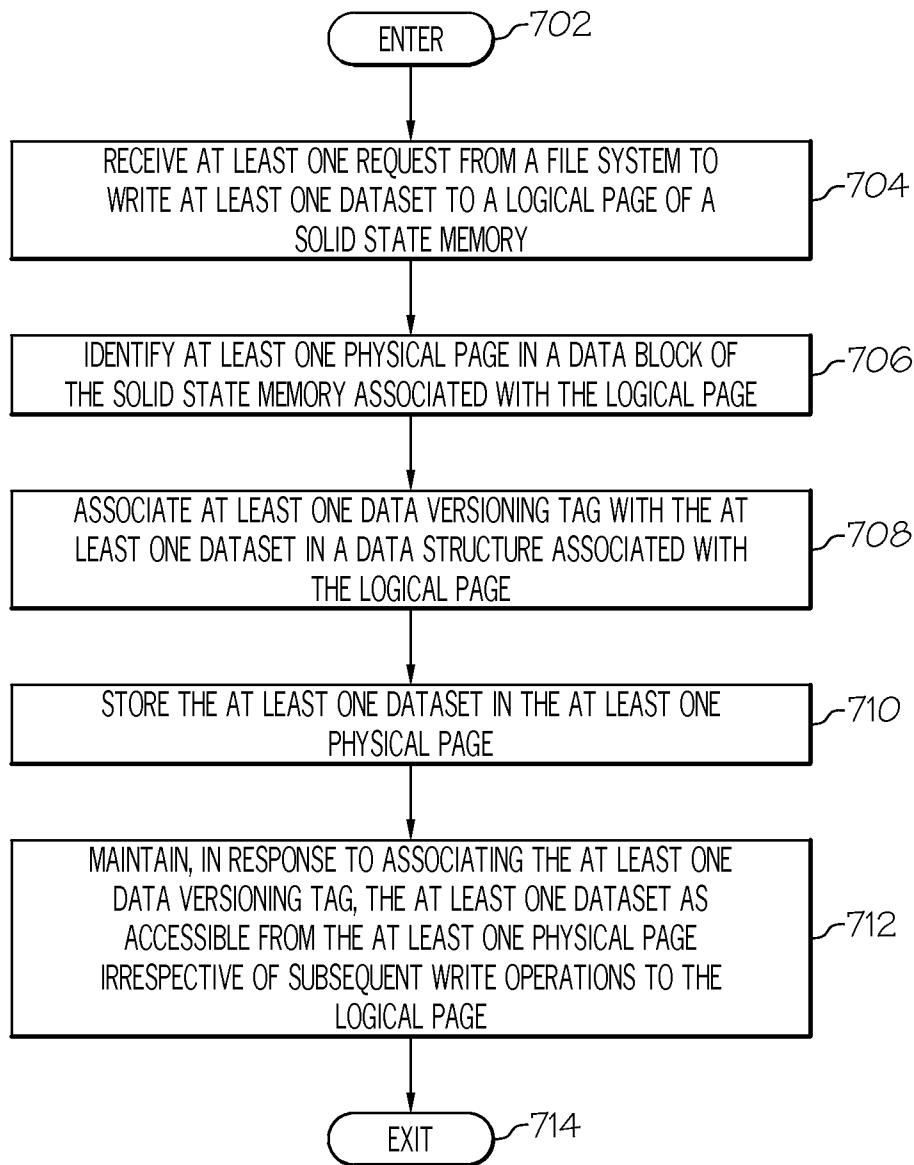 ENTER
702
RECEIVE AT LEAST ONE REQUEST FROM A FILE SYSTEM TO
WRITE AT LEAST ONE DATASET TO A LOGICAL PAGE OF A
SOLID STATE MEMORY
704
IDENTIFY AT LEAST ONE PHYSICAL PAGE IN A DATA BLOCK OF
THE SOLID STATE MEMORY ASSOCIATED WITH THE LOGICAL PAGE
706
ASSOCIATE AT LEAST ONE DATA VERSIONING TAG WITH THE AT
LEAST ONE DATASET IN A DATA STRUCTURE ASSOCIATED WITH
THE LOGICAL PAGE
708
STORE THE AT LEAST ONE DATASET IN THE AT LEAST ONE
PHYSICAL PAGE
710
MAINTAIN, IN RESPONSE TO ASSOCIATING THE AT LEAST ONE
DATA VERSIONING TAG, THE AT LEAST ONE DATASET AS
ACCESSIBLE FROM THE AT LEAST ONE PHYSICAL PAGE
IRRESPECTIVE OF SUBSEQUENT WRITE OPERATIONS TO THE
LOGICAL PAGE
712
EXIT
714